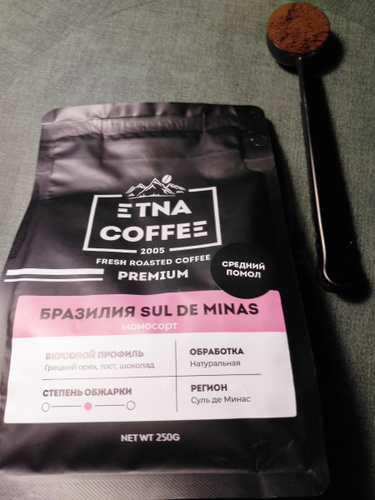 ETNA
COFFEE
2005
FRESH ROASTED COFFEE
PREMIUM
СРЕДНИЙ
ПОМОЛ
БРАЗИЛИЯ SUL DE MINAS
моносорт
ВКУСОВОЙ ПРОФИЛЬ
Грецкий орех, тост, шоколад
ОБРАБОТКА
Натуральная
СТЕПЕНЬ ОБЖАРКИ
РЕГИОН
Суль де Минас
NET WT 250G